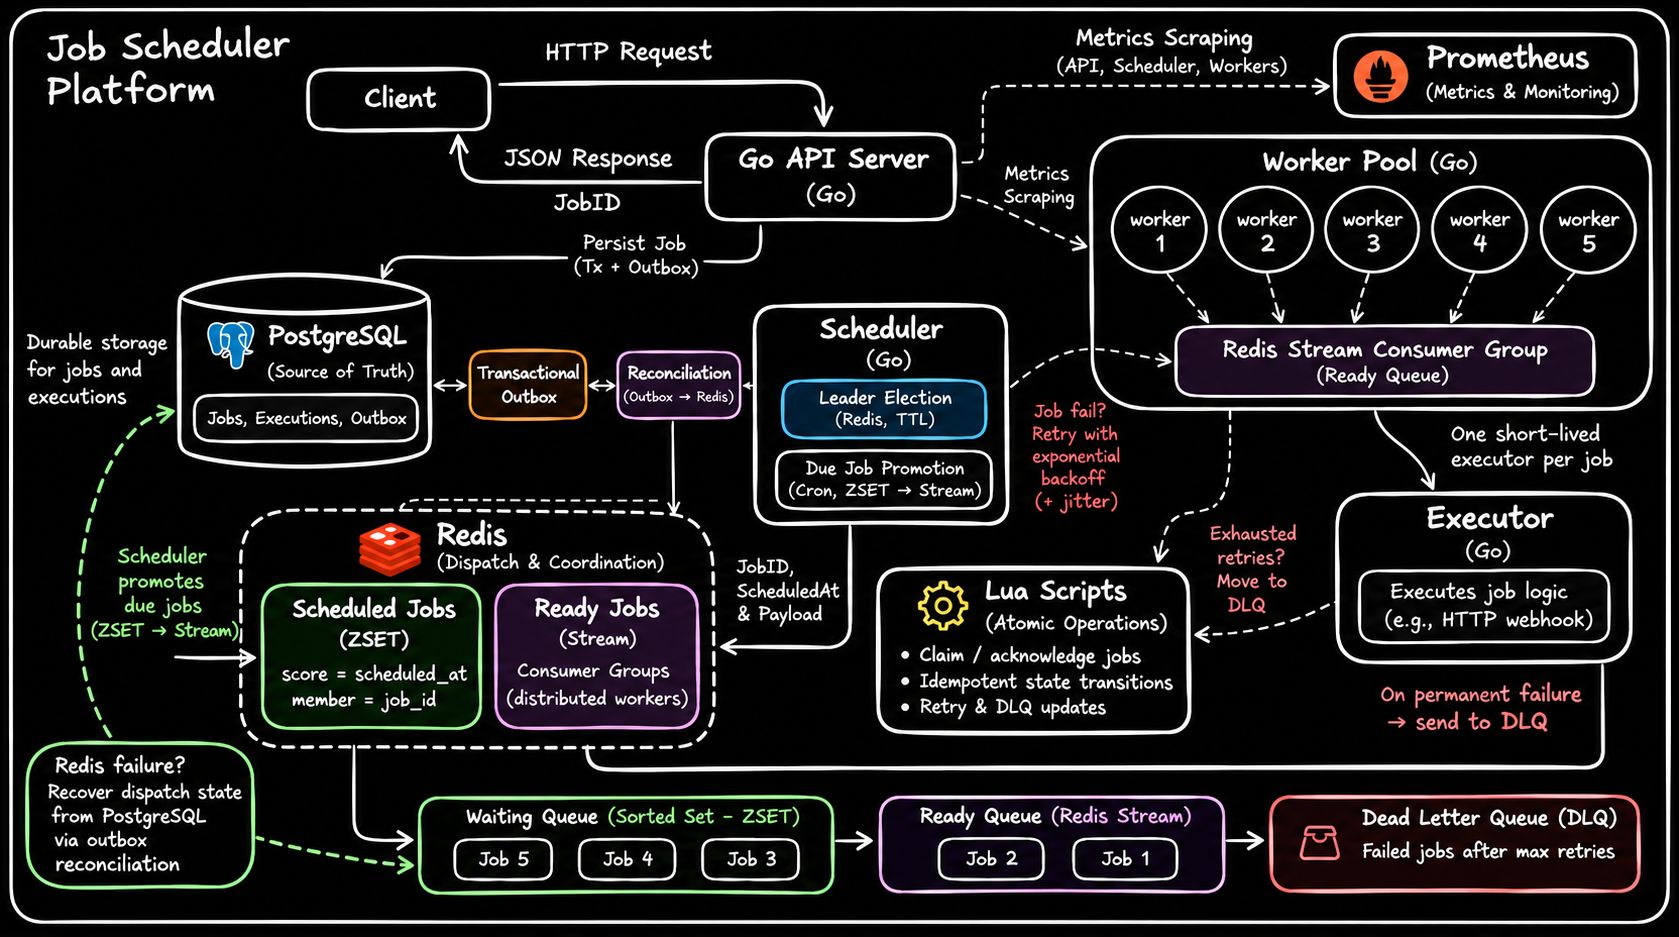 Job Scheduler
Platform
HTTP Request
Client
JSON Response
JobID
Go API Server
(Go)
Metrics Scraping
(API, Scheduler, Workers)
Prometheus
(Metrics & Monitoring)
Metrics
Scraping
Worker Pool (Go)
worker
1
worker
2
worker
3
worker
4
worker
5
Redis Stream Consumer Group
(Ready Queue)
Persist Job
(Tx + Outbox)
Durable storage
for jobs and
executions
PostgreSQL
(Source of Truth)
Jobs, Executions, Outbox
Transactional
Outbox
Reconciliation
(Outbox → Redis)
Scheduler
(Go)
Leader Election
(Redis, TTL)
Due Job Promotion
(Cron, ZSET → Stream)
Job fail?
Retry with
exponential
backoff
(+ jitter)
One short-lived
executor per job
Executor
(Go)
Executes job logic
(e.g., HTTP webhook)
Exhausted
retries?
Move to
DLQ
Redis
(Dispatch & Coordination)
Scheduled Jobs
(ZSET)
score = scheduled_at
member = job_id
Ready Jobs
(Stream)
Consumer Groups
(distributed workers)
Scheduler
promotes
due jobs
(ZSET → Stream)
JobID,
ScheduledAt
& Payload
Lua Scripts
(Atomic Operations)
• Claim / acknowledge jobs
• Idempotent state transitions
• Retry & DLQ updates
On permanent failure
→ send to DLQ
Redis failure?
Recover dispatch state
from PostgreSQL
via outbox
reconciliation
Waiting Queue (Sorted Set - ZSET)
Job 5
Job 4
Job 3
Ready Queue (Redis Stream)
Job 2
Job 1
Dead Letter Queue (DLQ)
Failed jobs after max retries